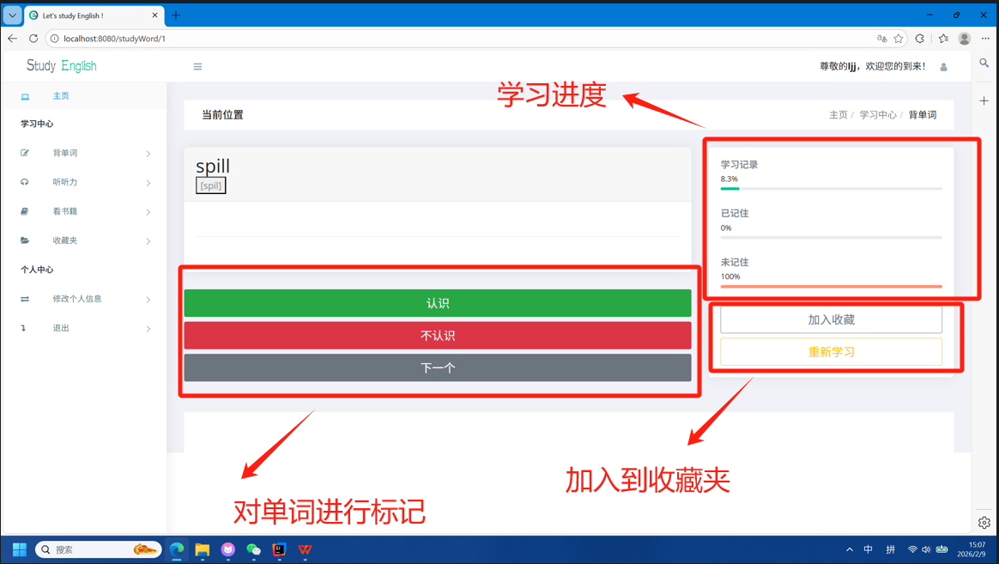 Let's study English !
localhost:8080/studyWord/1
Study English
尊敬的ljj，欢迎您的到来！
主页
学习中心
背单词
听听力
看书籍
收藏夹
个人中心
修改个人信息
退出
学习进度
当前位置
主页 / 学习中心 / 背单词
spill
[spil]
认识
不认识
下一个
学习记录
8.3%
已记住
0%
未记住
100%
加入收藏
重新学习
对单词进行标记
加入到收藏夹
搜索
中
拼
15:07
2026/2/9